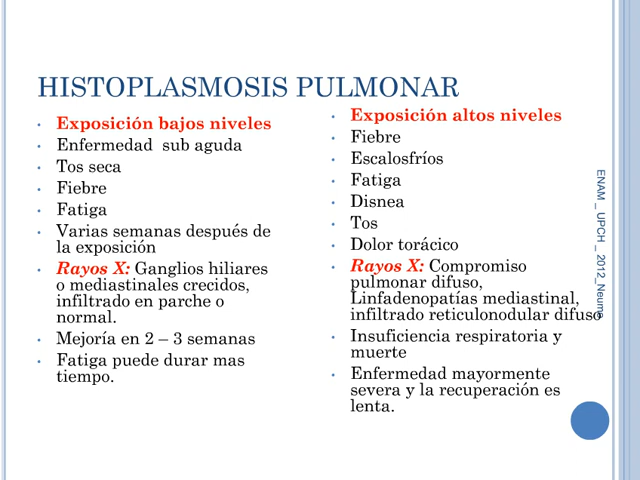 HISTOPLASMOSIS PULMONAR
• Exposición bajos niveles
• Enfermedad sub aguda
• Tos seca
• Fiebre
• Fatiga
• Varias semanas después de
la exposición
• Rayos X: Ganglios hiliares
o mediastinales crecidos,
infiltrado en parche o
normal.
• Mejoría en 2 – 3 semanas
• Fatiga puede durar mas
tiempo.
• Exposición altos niveles
• Fiebre
• Escalosfríos
• Fatiga
• Disnea
• Tos
• Dolor torácico
• Rayos X: Compromiso
pulmonar difuso,
Linfadenopatías mediastinal,
infiltrado reticulonodular difuso
• Insuficiencia respiratoria y
muerte
• Enfermedad mayormente
severa y la recuperación es
lenta.
ENAM _ UPCH _ 2012_Neumo